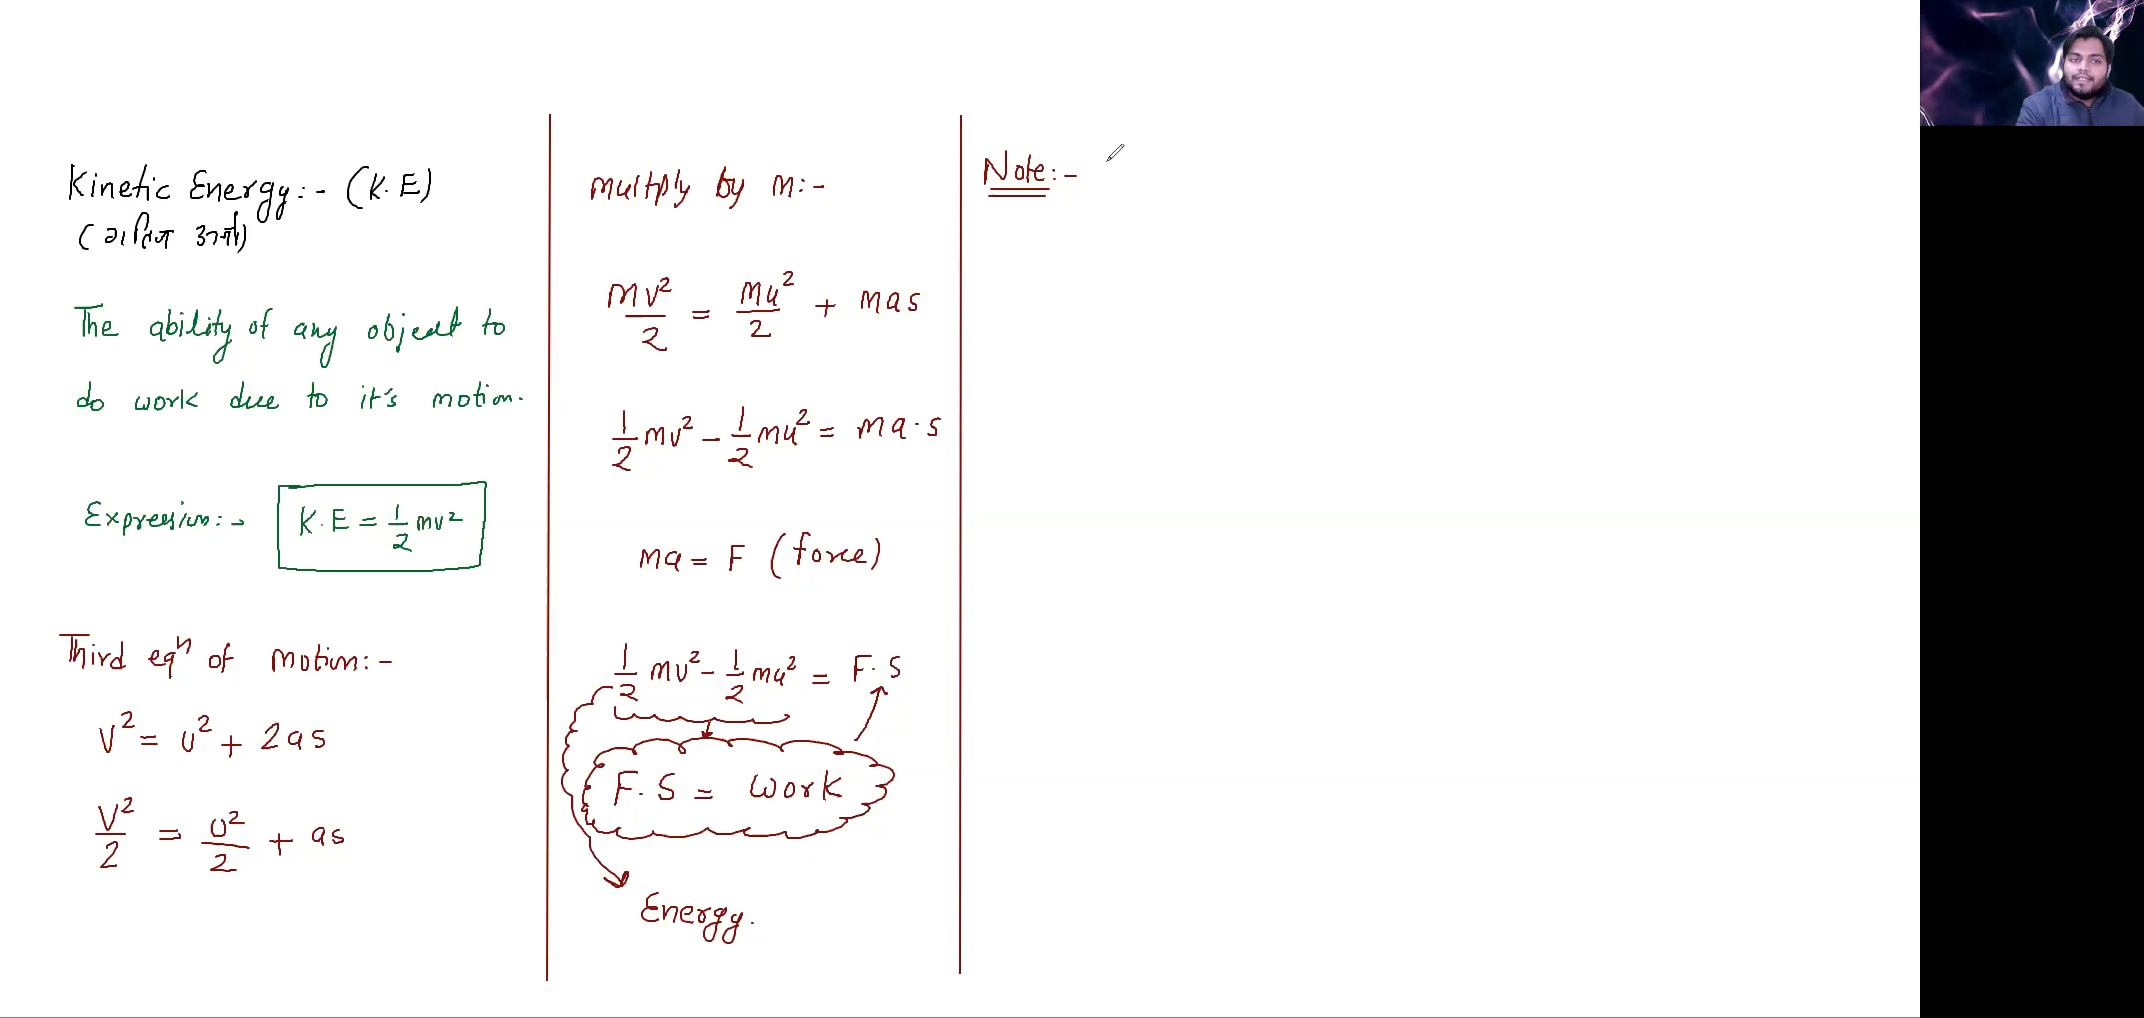 Kinetic Energy:- (K.E)
(गतिज ऊर्जा)
The ability of any object to
do work due to it's motion.
Expression:→ K.E = 1/2 mv²
Third eqⁿ of motion:-
v² = u² + 2as
v²/2 = u²/2 + as
multiply by m:-
mv²/2 = mu²/2 + mas
1/2 mv² - 1/2 mu² = ma·s
ma = F (force)
1/2 mv² - 1/2 mu² = F.S
F.S = Work
Energy.
Note:-